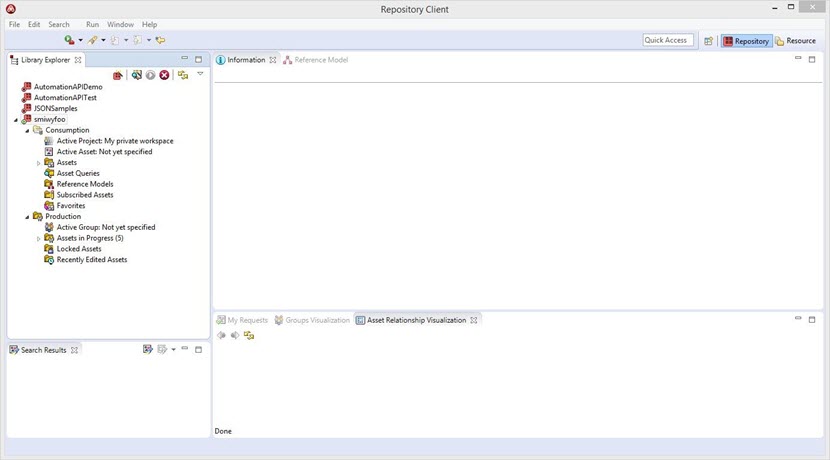 Repository Client
File Edit Search Run Window Help
Quick Access Repository Resource
Library Explorer
Information Reference Model
AutomationAPIDemo
AutomationAPITest
JSONSamples
smiwyfoo
Consumption
Active Project: My private workspace
Active Asset: Not yet specified
Assets
Asset Queries
Reference Models
Subscribed Assets
Favorites
Production
Active Group: Not yet specified
Assets in Progress (5)
Locked Assets
Recently Edited Assets
My Requests Groups Visualization Asset Relationship Visualization
Search Results
Done